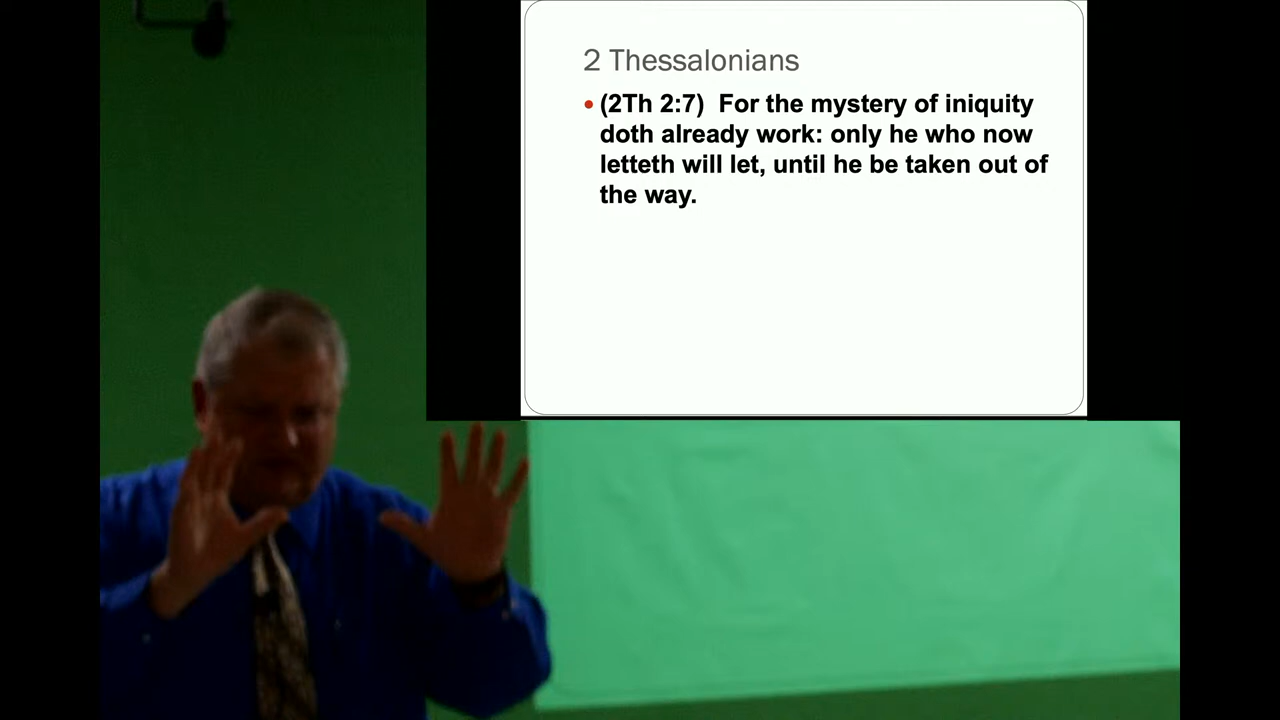 2 Thessalonians
• (2Th 2:7)  For the mystery of iniquity
doth already work: only he who now
letteth will let, until he be taken out of
the way.